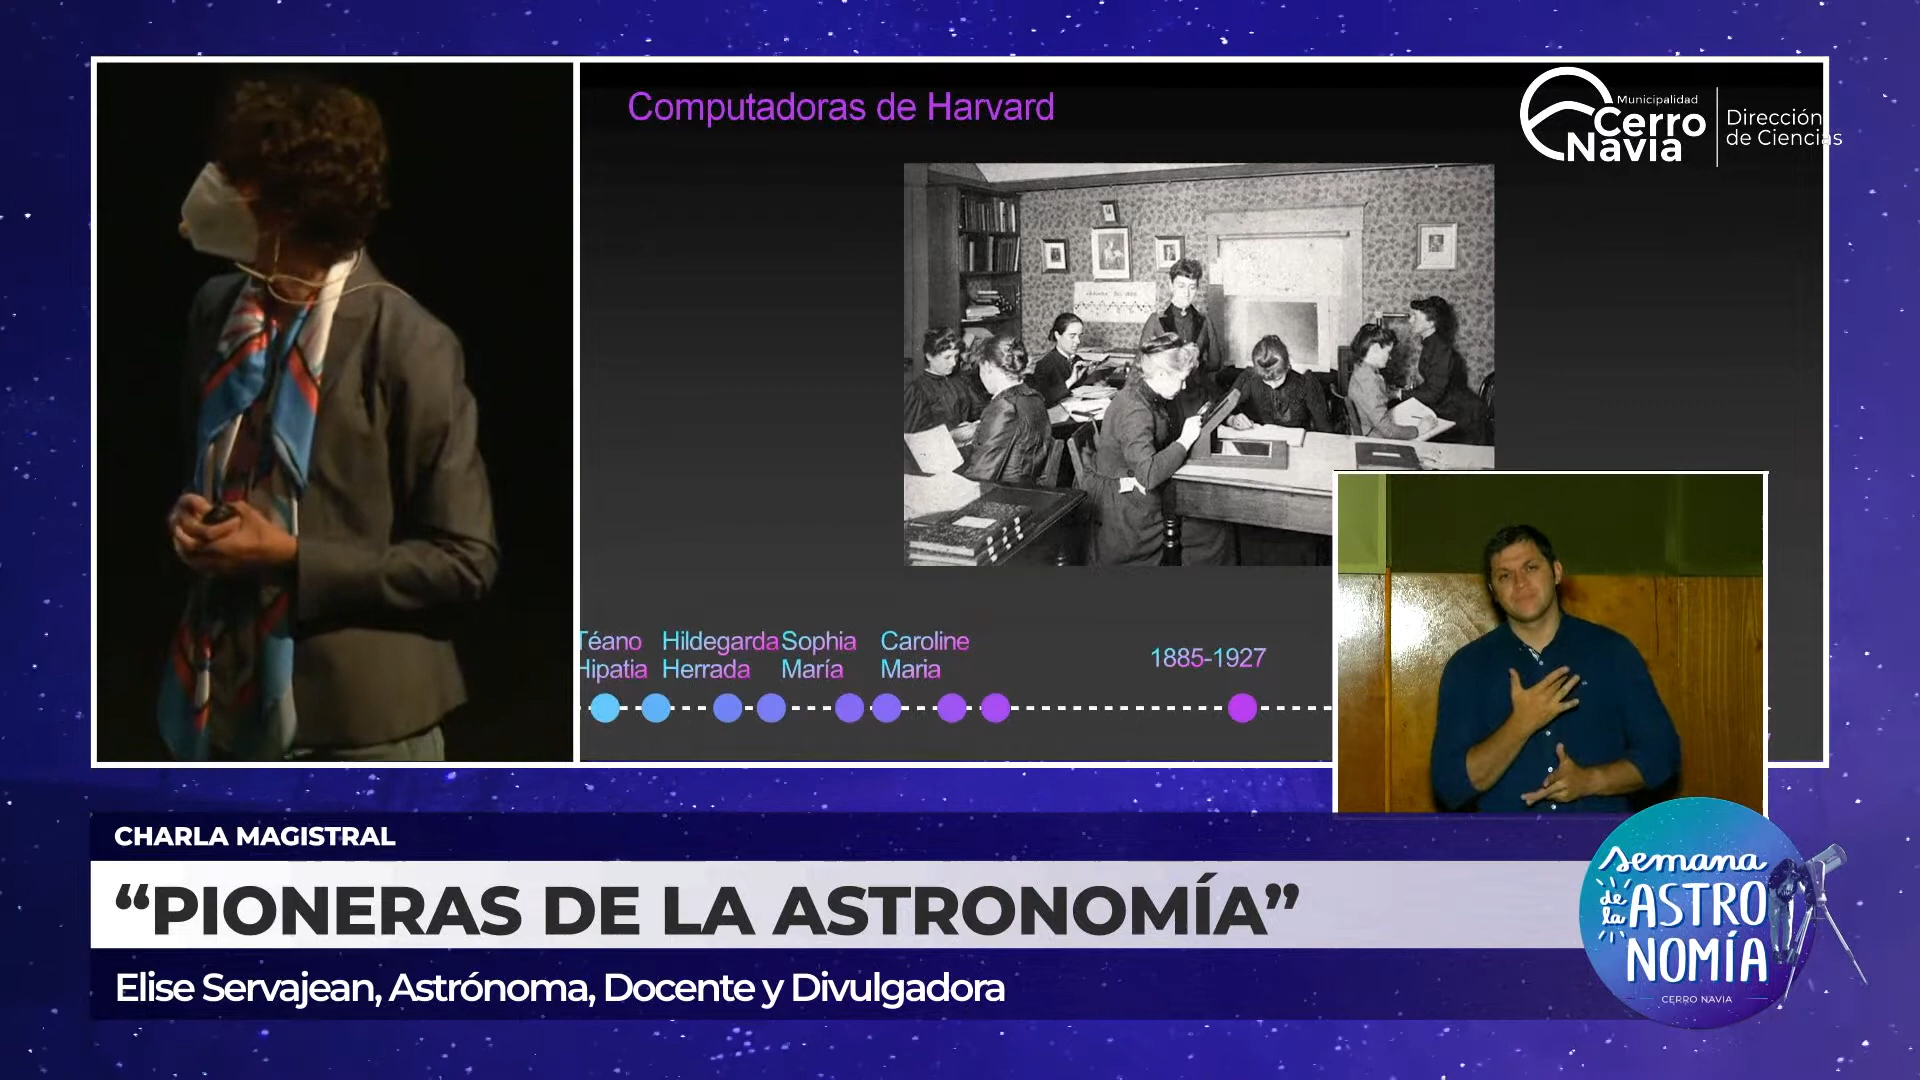 Computadoras de Harvard
Municipalidad
Cerro
Navia
Dirección
de Ciencias
Téano Hildegarda Sophia Caroline
Hipatia Herrada María Maria
1885-1927
CHARLA MAGISTRAL
“PIONERAS DE LA ASTRONOMÍA”
Elise Servajean, Astrónoma, Docente y Divulgadora
Semana
de la ASTRO
NOMÍA
CERRO NAVIA